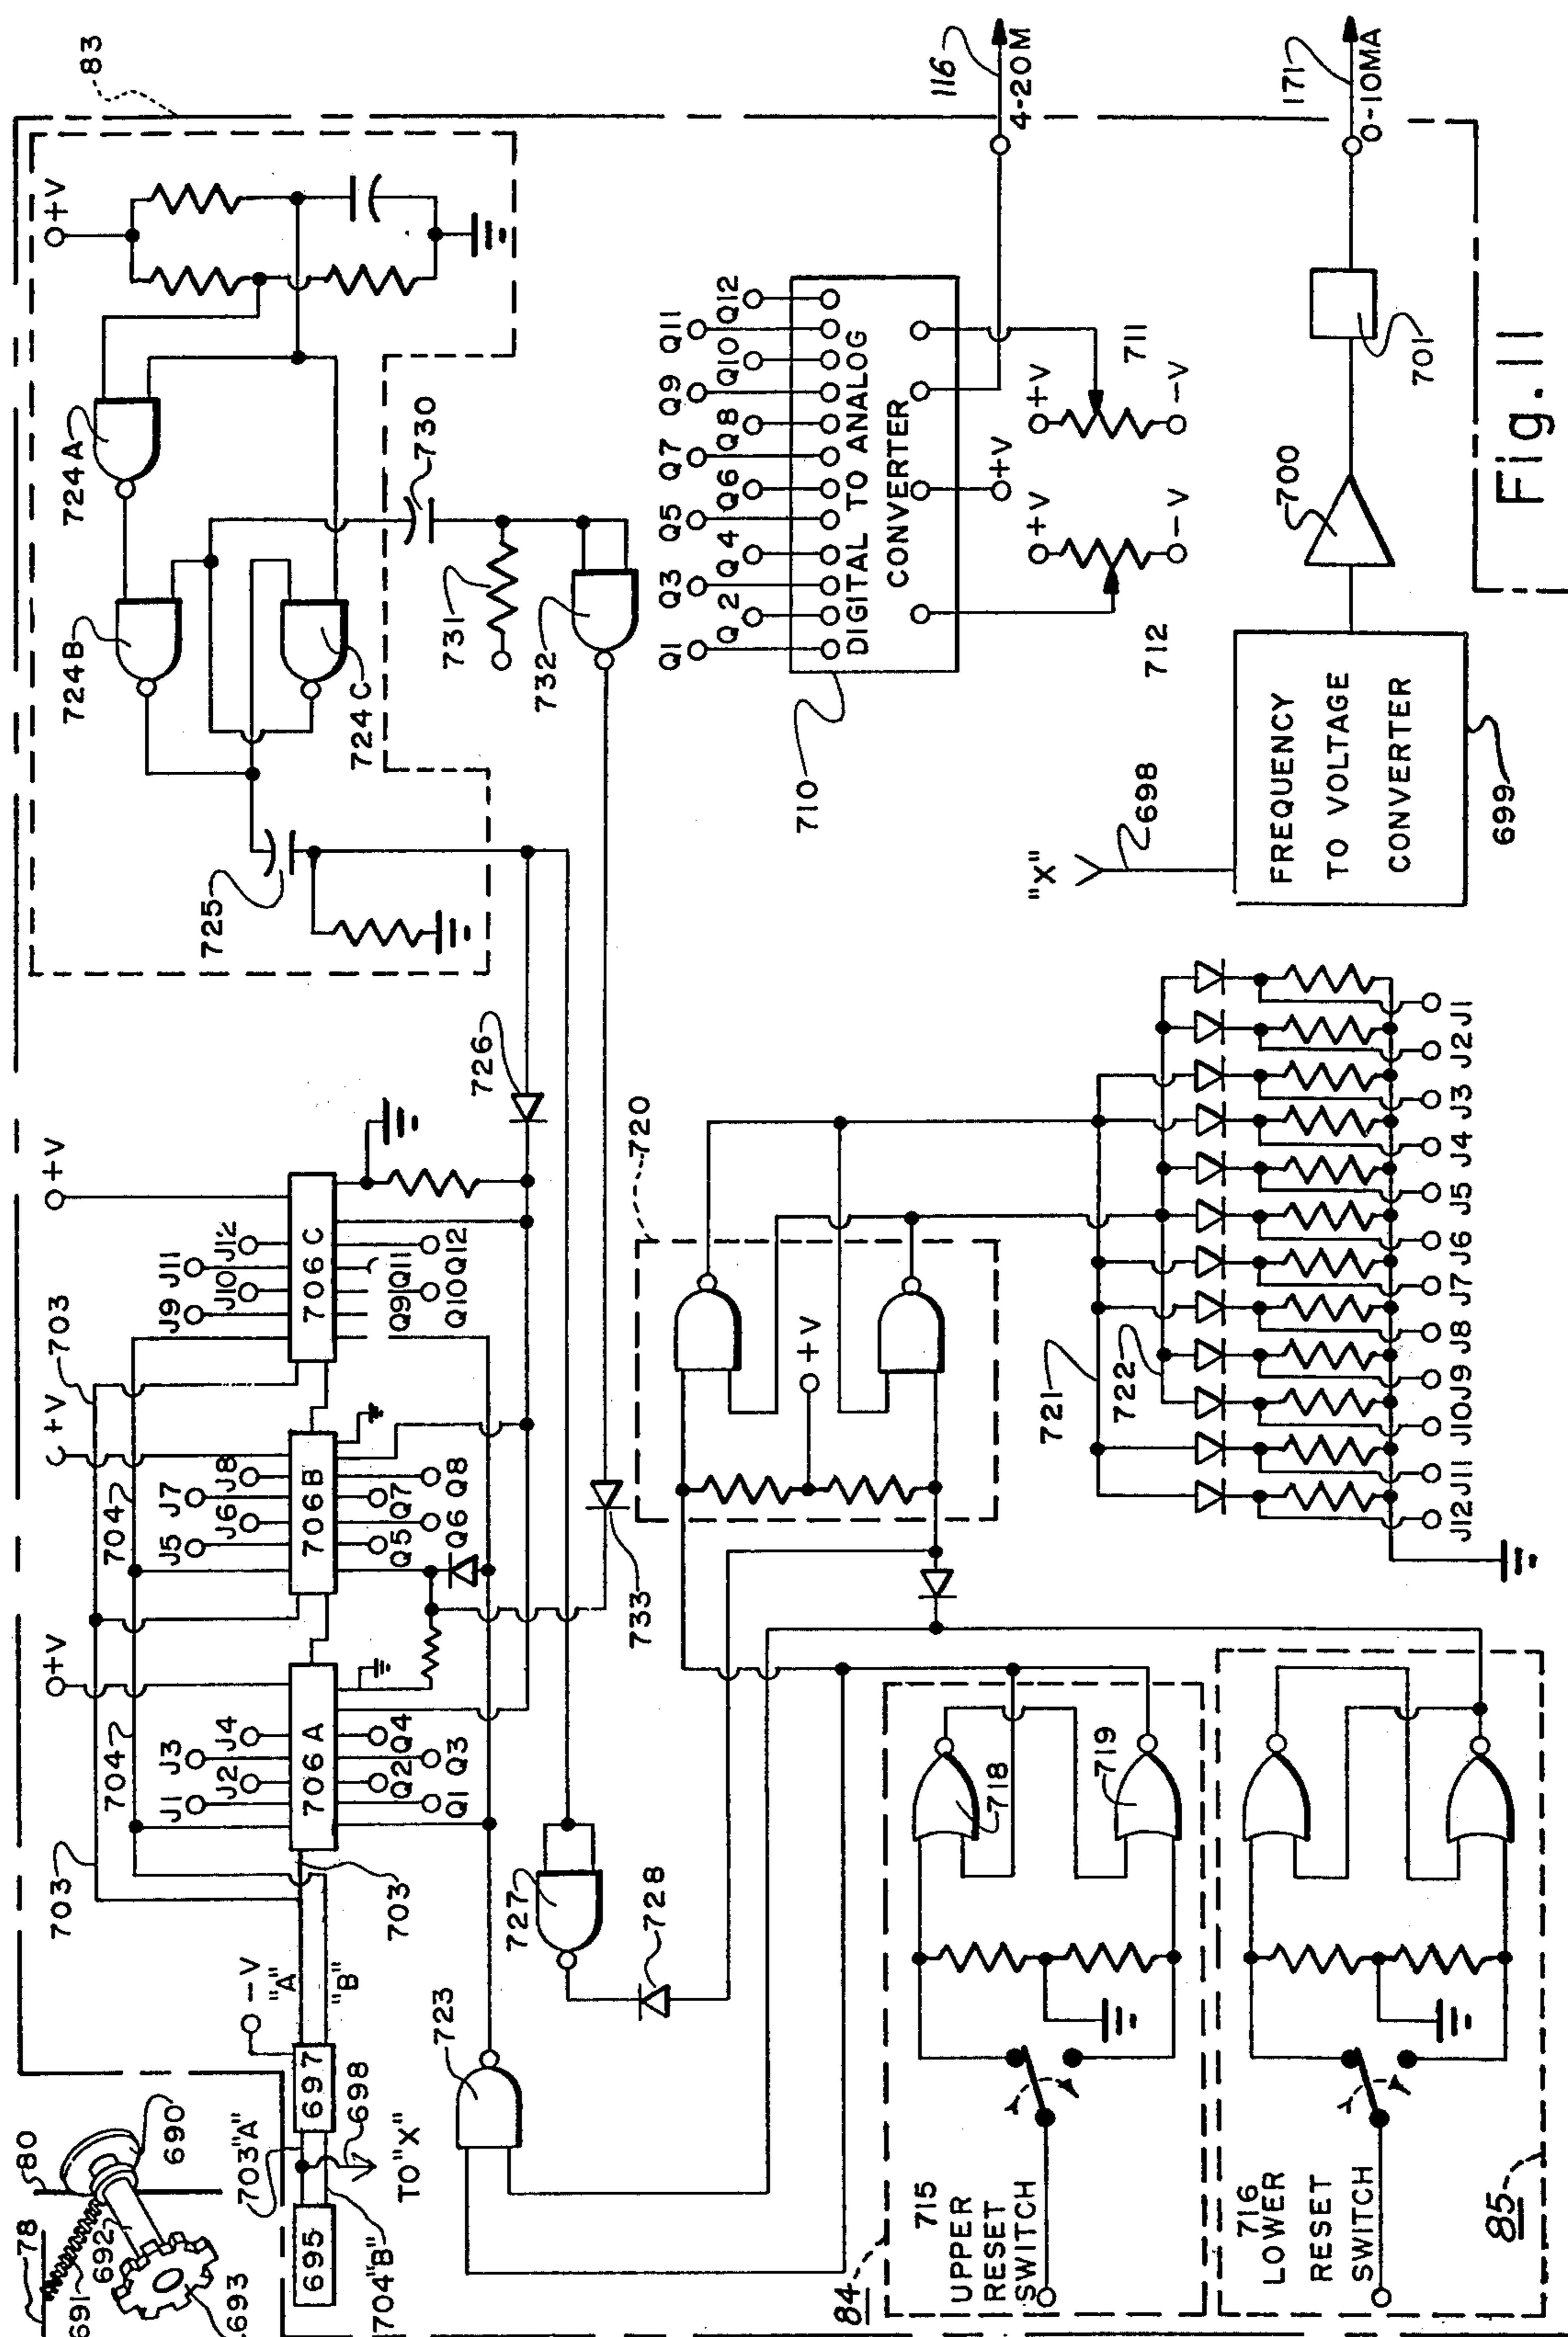 83
+V
724A
724B
724C
725
730
731
732
726
+V
703
+V
704
+V
703
704
703
J11
J12
J9
J10
706C
Q9
Q11
Q10
Q12
J7
J8
J5
J6
706B
Q5
Q7
Q6
Q8
J3
J4
J1
J2
706A
Q2
Q4
Q1
Q3
-V
"A"
"B"
697
703"A"
698
TO "X"
695
704"B"
78
80
690
691
692
693
723
727
728
733
720
+V
721
722
J12
J11
J10
J9
J8
J7
J6
J5
J4
J3
J2
J1
84
715
UPPER
RESET
SWITCH
718
719
716
LOWER
RESET
SWITCH
85
Q1
Q2
Q3
Q4
Q5
Q6
Q7
Q8
Q9
Q10
Q11
Q12
DIGITAL TO ANALOG
CONVERTER
710
+V
+V
+V
-V
-V
711
712
116
4-20M
"X"
698
FREQUENCY
TO VOLTAGE
CONVERTER
699
700
701
171
0-10MA
Fig. 11